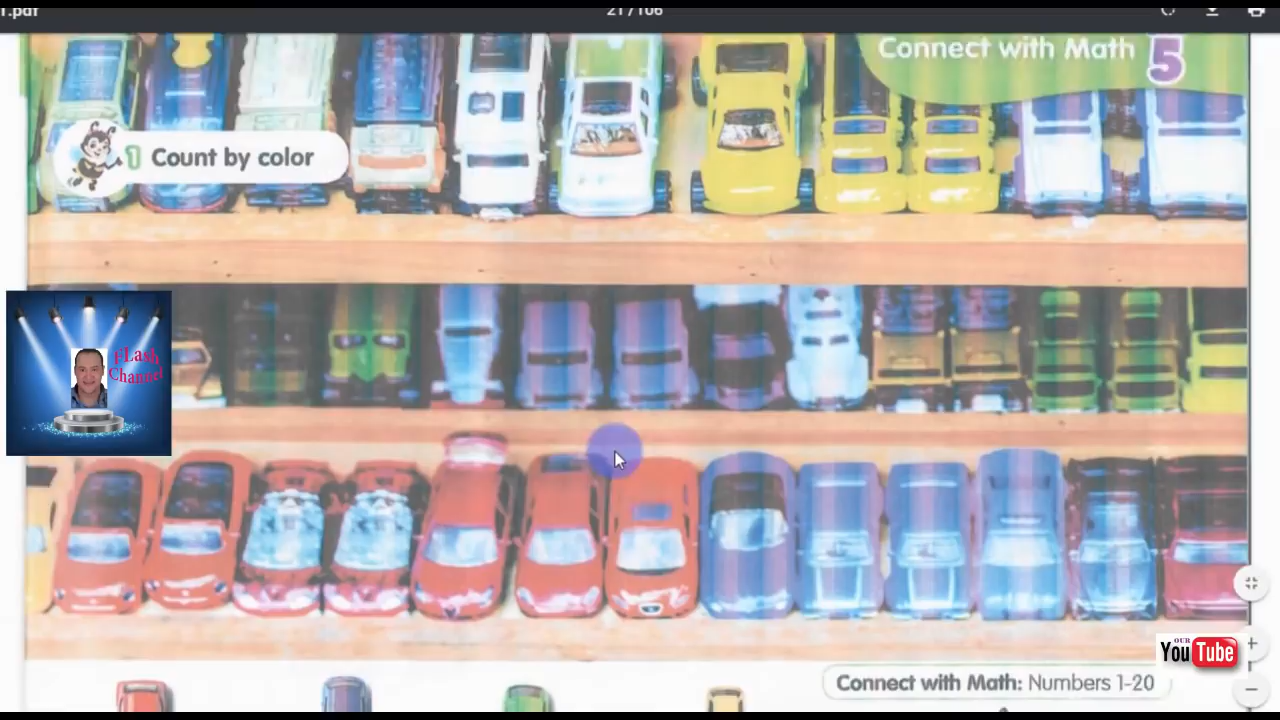 1.pdf
21 / 106
Connect with Math 5
1 Count by color
FLash
Channel
OUR
YouTube
Connect with Math: Numbers 1-20